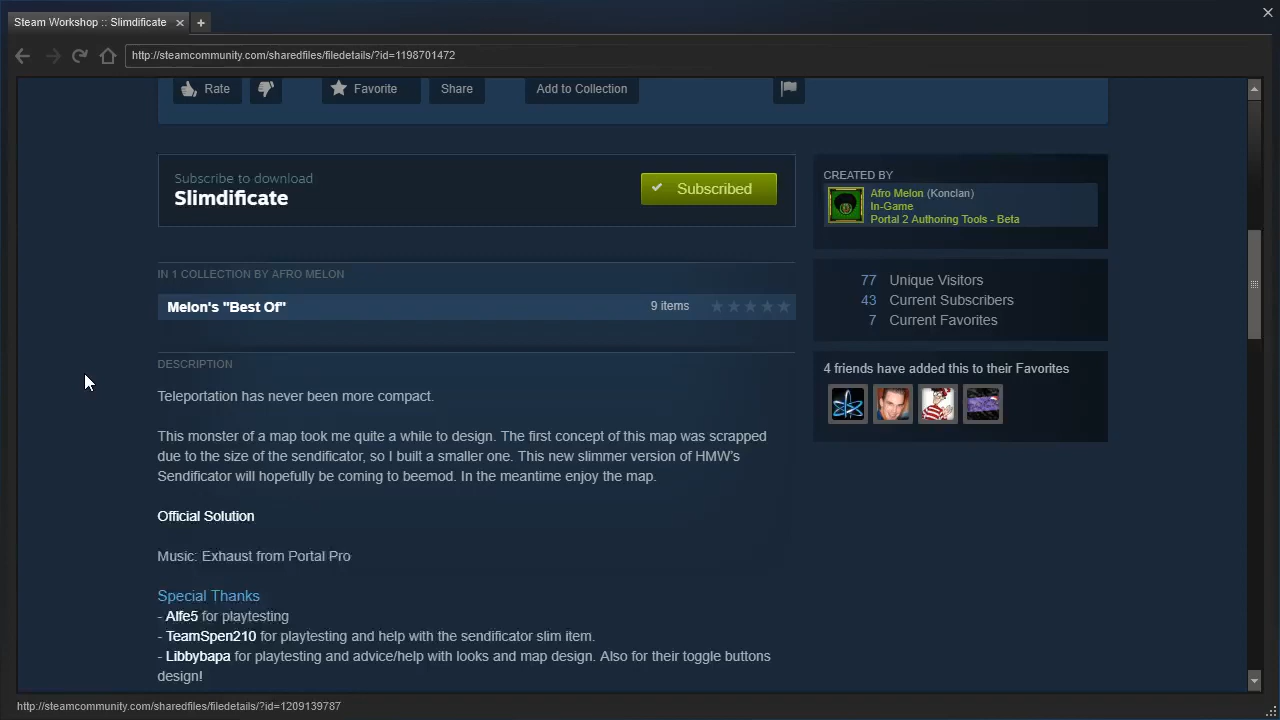 Steam Workshop :: Slimdificate
http://steamcommunity.com/sharedfiles/filedetails/?id=1198701472
Rate
Favorite
Share
Add to Collection
Subscribe to download
Slimdificate
Subscribed
IN 1 COLLECTION BY AFRO MELON
Melon's "Best Of"
9 items
DESCRIPTION
Teleportation has never been more compact.
This monster of a map took me quite a while to design. The first concept of this map was scrapped
due to the size of the sendificator, so I built a smaller one. This new slimmer version of HMW's
Sendificator will hopefully be coming to beemod. In the meantime enjoy the map.
Official Solution
Music: Exhaust from Portal Pro
Special Thanks
- Alfe5 for playtesting
- TeamSpen210 for playtesting and help with the sendificator slim item.
- Libbybapa for playtesting and advice/help with looks and map design. Also for their toggle buttons
design!
CREATED BY
Afro Melon (Konclan)
In-Game
Portal 2 Authoring Tools - Beta
77 Unique Visitors
43 Current Subscribers
7 Current Favorites
4 friends have added this to their Favorites
http://steamcommunity.com/sharedfiles/filedetails/?id=1209139787